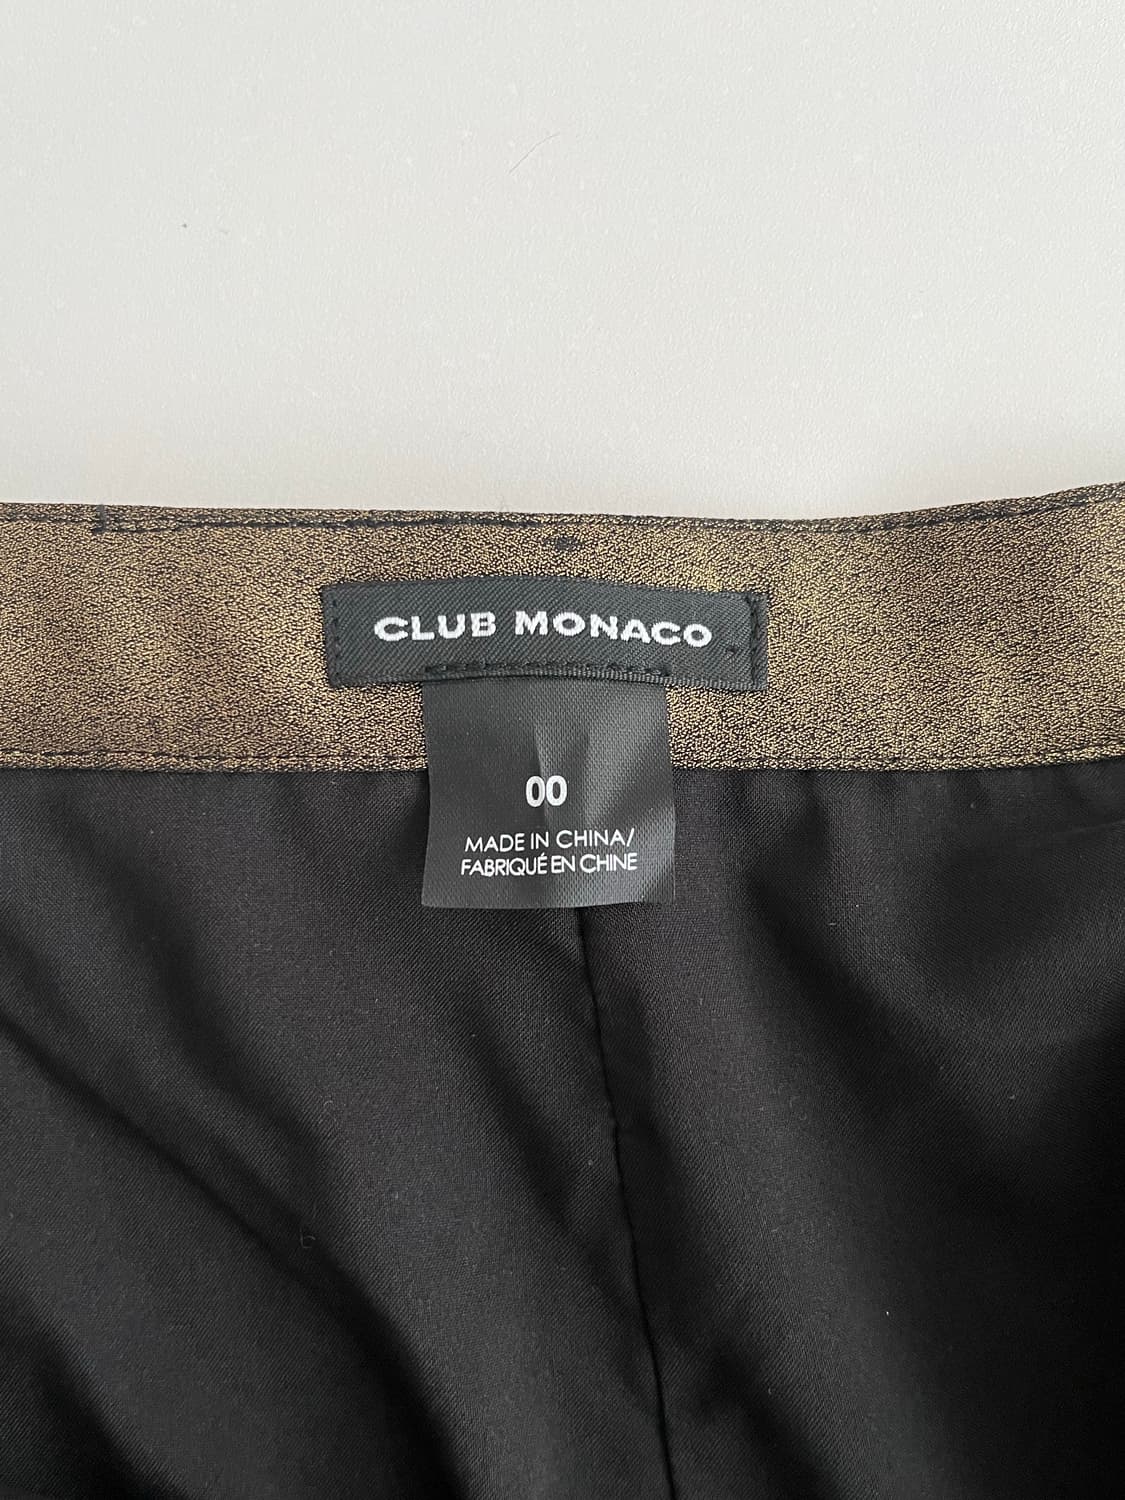 CLUB MONACO
00
MADE IN CHINA/
FABRIQUÉ EN CHINE